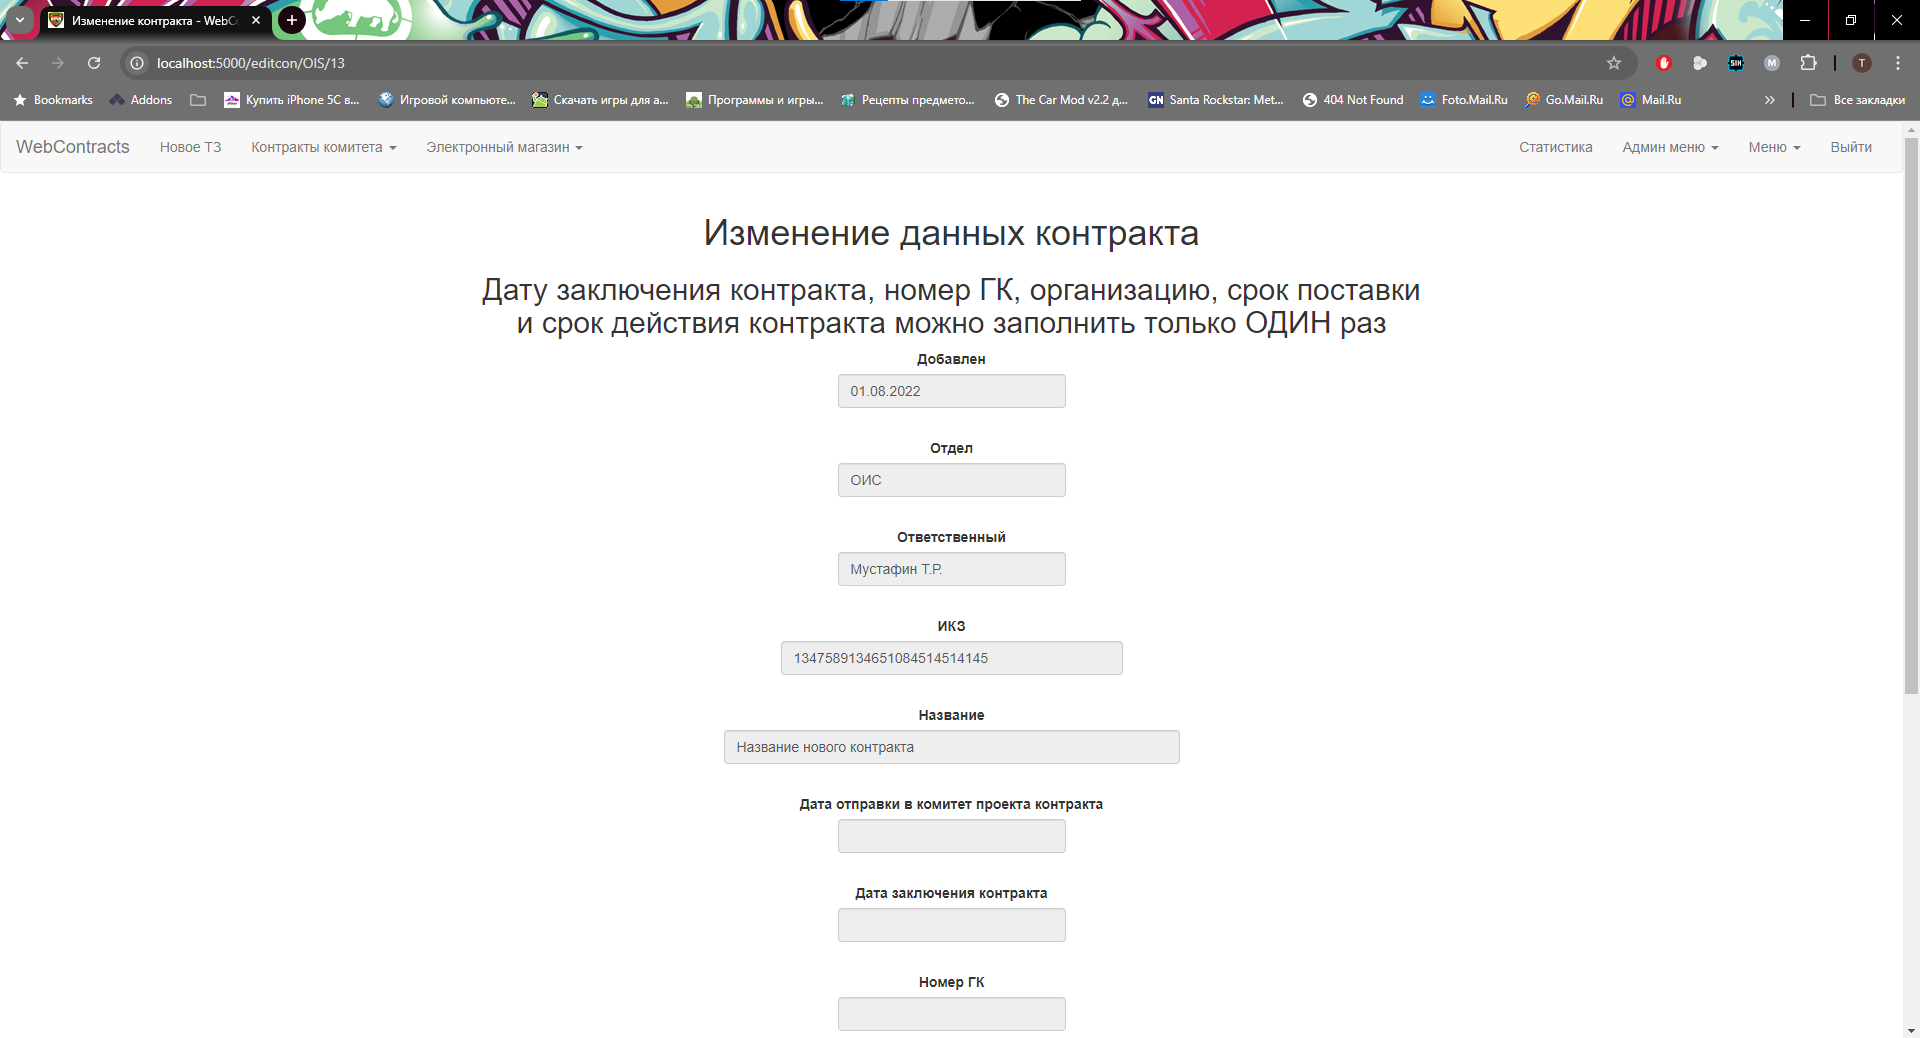 Изменение контракта - WebC
localhost:5000/editcon/OIS/13
Bookmarks
Addons
Купить iPhone 5C в...
Игровой компьюте...
Скачать игры для а...
Программы и игры...
Рецепты предмето...
The Car Mod v2.2 д...
GN
Santa Rockstar: Met...
404 Not Found
Foto.Mail.Ru
Go.Mail.Ru
Mail.Ru
Все закладки
SIH
M
T
WebContracts
Новое ТЗ
Контракты комитета
Электронный магазин
Статистика
Админ меню
Меню
Выйти
Изменение данных контракта
Дату заключения контракта, номер ГК, организацию, срок поставки
и срок действия контракта можно заполнить только ОДИН раз
Добавлен
01.08.2022
Отдел
ОИС
Ответственный
Мустафин Т.Р.
ИКЗ
1347589134651084514514145
Название
Название нового контракта
Дата отправки в комитет проекта контракта
Дата заключения контракта
Номер ГК